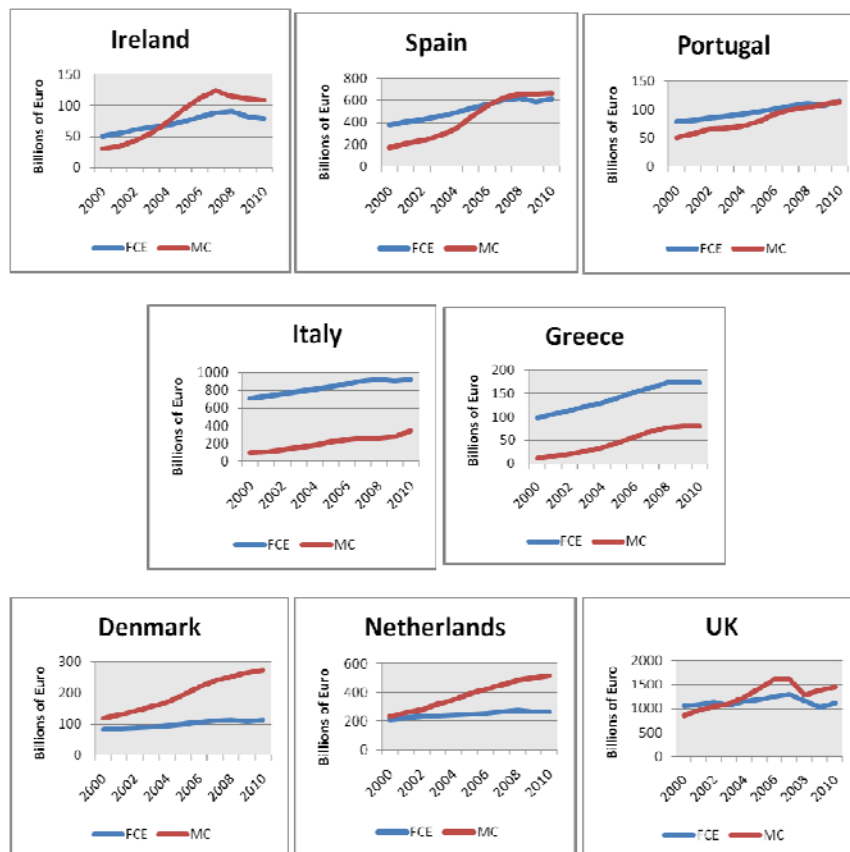 Ireland
Billions of Euro
150
100
50
0
2000
2002
2004
2006
2008
2010
FCE
MC
Spain
Billions of Euro
800
600
400
200
0
2000
2002
2004
2006
2008
2010
FCE
MC
Portugal
Billions of Euro
150
100
50
0
2000
2002
2004
2006
2008
2010
FCE
MC
Italy
Billions of Euro
1000
800
600
400
200
0
2000
2002
2004
2006
2008
2010
FCE
MC
Greece
Billions of Euro
200
150
100
50
0
2000
2002
2004
2006
2008
2010
FCE
MC
Denmark
Billions of Euro
300
200
100
0
2000
2002
2004
2006
2008
2010
FCE
MC
Netherlands
Billions of Euro
600
400
200
0
2000
2002
2004
2006
2008
2010
FCE
MC
UK
Billions of Euro
2000
1500
1000
500
0
2000
2002
2004
2006
2008
2010
FCE
MC